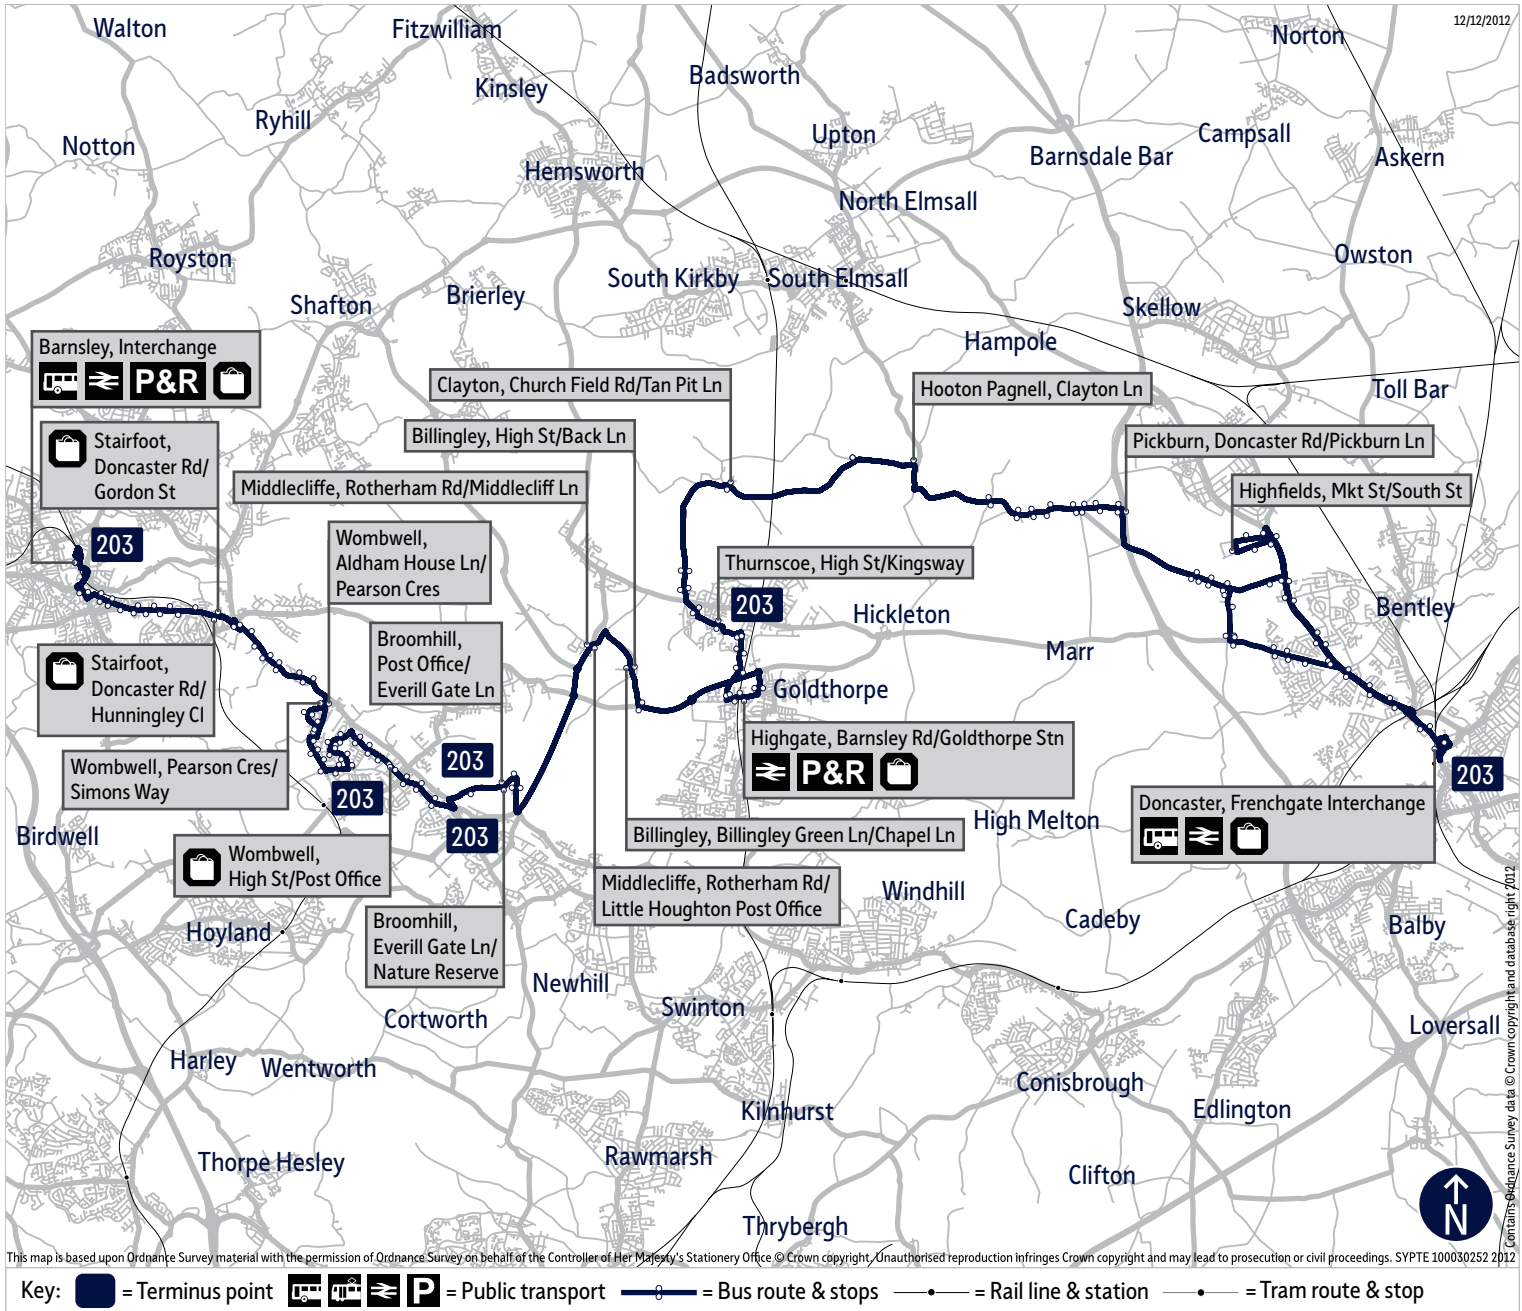 12/12/2012
Walton
Fitzwilliam
Norton
Badsworth
Kinsley
Ryhill
Upton
Campsall
Notton
Barnsdale Bar
Askern
Hemsworth
North Elmsall
Royston
Owston
South Kirkby
South Elmsall
Shafton
Brierley
Skellow
Hampole
Toll Bar
Barnsley, Interchange
P&R
Clayton, Church Field Rd/Tan Pit Ln
Hooton Pagnell, Clayton Ln
Stairfoot,
Doncaster Rd/
Gordon St
Billingley, High St/Back Ln
Pickburn, Doncaster Rd/Pickburn Ln
Middlecliffe, Rotherham Rd/Middlecliff Ln
Highfields, Mkt St/South St
203
Wombwell,
Aldham House Ln/
Pearson Cres
Thurnscoe, High St/Kingsway
203
Hickleton
Bentley
Broomhill,
Post Office/
Everill Gate Ln
Marr
Stairfoot,
Doncaster Rd/
Hunningley Cl
Goldthorpe
Highgate, Barnsley Rd/Goldthorpe Stn
P&R
Wombwell, Pearson Cres/
Simons Way
203
203
203
203
Doncaster, Frenchgate Interchange
Birdwell
High Melton
Billingley, Billingley Green Ln/Chapel Ln
Wombwell,
High St/Post Office
Middlecliffe, Rotherham Rd/
Little Houghton Post Office
Windhill
Cadeby
Balby
Hoyland
Broomhill,
Everill Gate Ln/
Nature Reserve
Newhill
Swinton
Cortworth
Loversall
Harley
Wentworth
Conisbrough
Kilnhurst
Edlington
Thorpe Hesley
Rawmarsh
Clifton
Thrybergh
N
Contains Ordnance Survey data © Crown copyright and database right 2012
This map is based upon Ordnance Survey material with the permission of Ordnance Survey on behalf of the Controller of Her Majesty's Stationery Office © Crown copyright. Unauthorised reproduction infringes Crown copyright and may lead to prosecution or civil proceedings. SYPTE 100030252 2012
Key: = Terminus point P = Public transport = Bus route & stops = Rail line & station = Tram route & stop